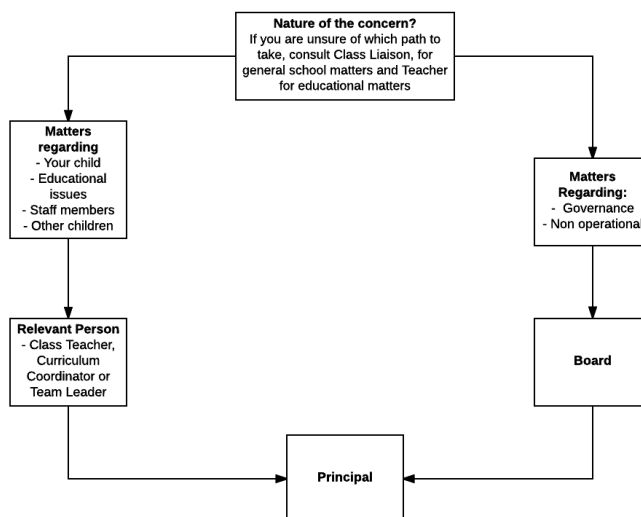 Nature of the concern?
If you are unsure of which path to
take, consult Class Liaison, for
general school matters and Teacher
for educational matters
Matters
regarding
- Your child
- Educational
issues
- Staff members
- Other children
Matters
Regarding:
- Governance
- Non operational
Relevant Person
- Class Teacher,
Curriculum
Coordinator or
Team Leader
Board
Principal